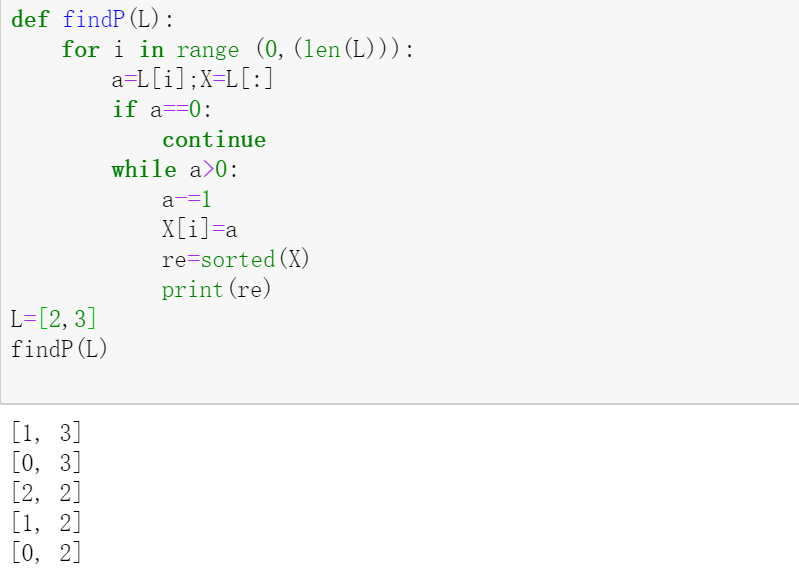 def findP(L):
    for i in range (0,(len(L))):
        a=L[i];X=L[:]
        if a==0:
            continue
        while a>0:
            a-=1
            X[i]=a
            re=sorted(X)
            print(re)
L=[2,3]
findP(L)
[1, 3]
[0, 3]
[2, 2]
[1, 2]
[0, 2]